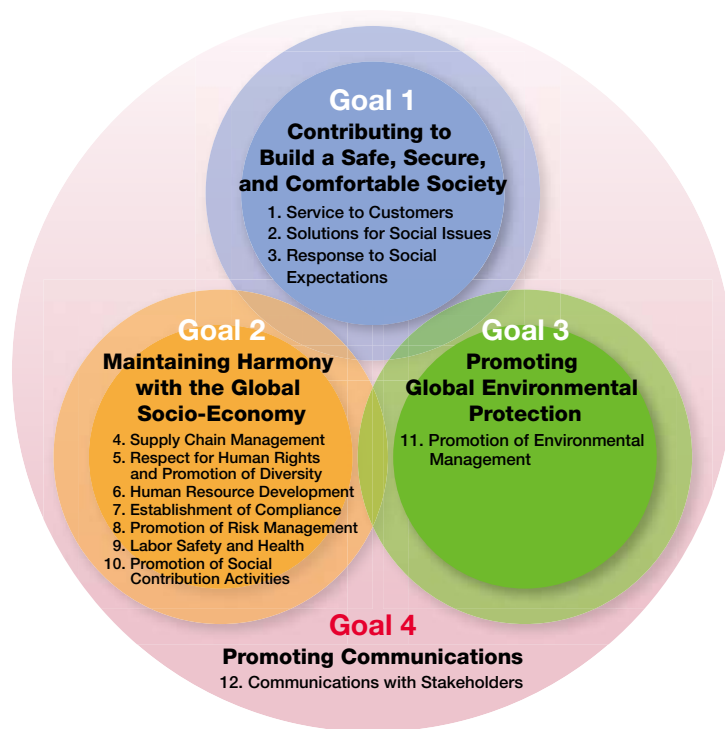 Goal 1
Contributing to
Build a Safe, Secure,
and Comfortable Society
1. Service to Customers
2. Solutions for Social Issues
3. Response to Social
Expectations
Goal 2
Maintaining Harmony
with the Global
Socio-Economy
4. Supply Chain Management
5. Respect for Human Rights
and Promotion of Diversity
6. Human Resource Development
7. Establishment of Compliance
8. Promotion of Risk Management
9. Labor Safety and Health
10. Promotion of Social
Contribution Activities
Goal 3
Promoting
Global Environmental
Protection
11. Promotion of Environmental
Management
Goal 4
Promoting Communications
12. Communications with Stakeholders